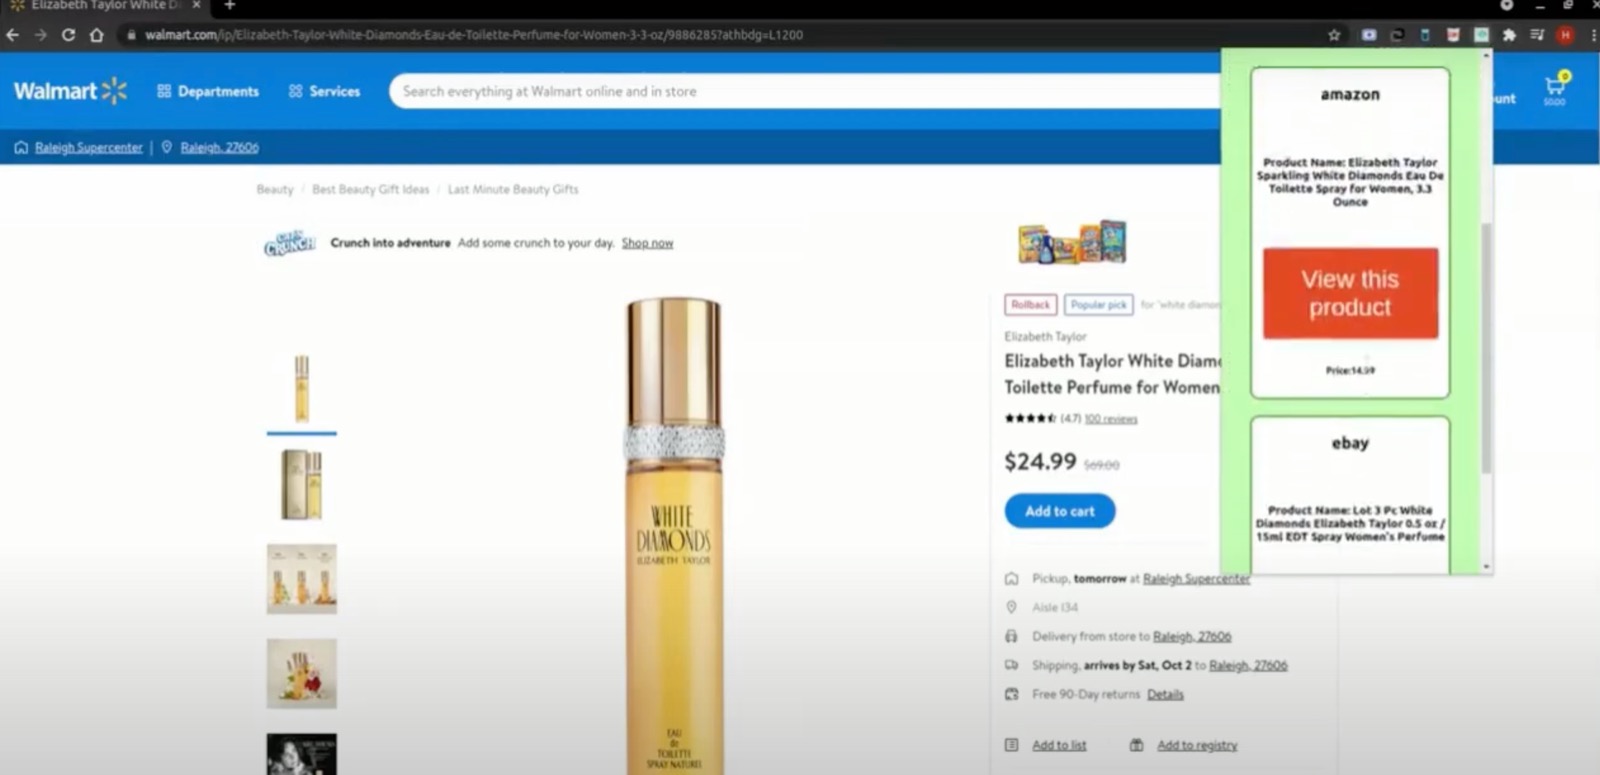 Elizabeth Taylor White D
walmart.com/ip/Elizabeth-Taylor-White-Diamonds-Eau-de-Toilette-Perfume-for-Women-3-3-oz/9886285?athbdg=L1200
H
Walmart
Departments
Services
Search everything at Walmart online and in store
unt
0
$0.00
Raleigh Supercenter
Raleigh, 27606
Beauty / Best Beauty Gift Ideas / Last Minute Beauty Gifts
CRUNCH
Crunch into adventure Add some crunch to your day. Shop now
Rollback
Popular pick
for "white diamon
Elizabeth Taylor
Elizabeth Taylor White Diam
Toilette Perfume for Women
(4.7) 100 reviews
$24.99 $69.00
Add to cart
Pickup, tomorrow at Raleigh Supercenter
Aisle I34
Delivery from store to Raleigh, 27606
Shipping, arrives by Sat, Oct 2 to Raleigh, 27606
Free 90-Day returns Details
Add to list
Add to registry
WHITE
DIAMONDS
ELIZABETH TAYLOR
EAU
de
TOILETTE
SPRAY NATUREL
amazon
Product Name: Elizabeth Taylor
Sparkling White Diamonds Eau De
Toilette Spray for Women, 3.3
Ounce
View this
product
Price:14.99
ebay
Product Name: Lot 3 Pc White
Diamonds Elizabeth Taylor 0.5 oz /
15ml EDT Spray Women's Perfume